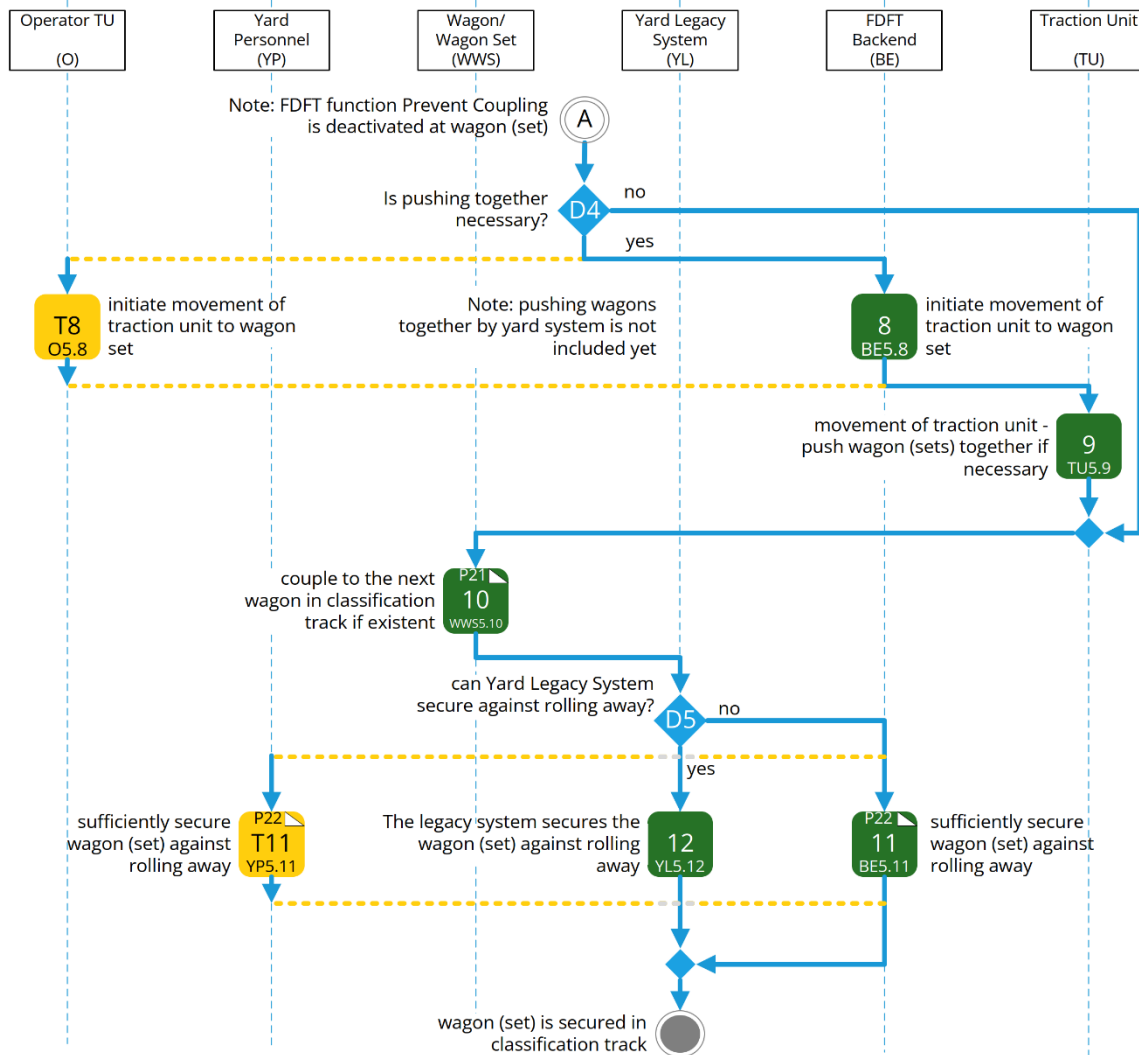 Operator TU
(O)
Yard
Personnel
(YP)
Wagon/
Wagon Set
(WWS)
Yard Legacy
System
(YL)
FDFT
Backend
(BE)
Traction Unit
(TU)
Note: FDFT function Prevent Coupling
is deactivated at wagon (set)
A
Is pushing together
necessary?
D4
no
yes
T8
O5.8
initiate movement of
traction unit to wagon
set
Note: pushing wagons
together by yard system is not
included yet
8
BE5.8
initiate movement of
traction unit to wagon
set
movement of traction unit -
push wagon (sets) together if
necessary
9
TU5.9
couple to the next
wagon in classification
track if existent
P21
10
WWS5.10
can Yard Legacy System
secure against rolling away?
D5
no
yes
sufficiently secure
wagon (set) against
rolling away
P22
T11
YP5.11
The legacy system secures the
wagon (set) against rolling
away
12
YL5.12
P22
11
BE5.11
sufficiently secure
wagon (set) against
rolling away
wagon (set) is secured in
classification track